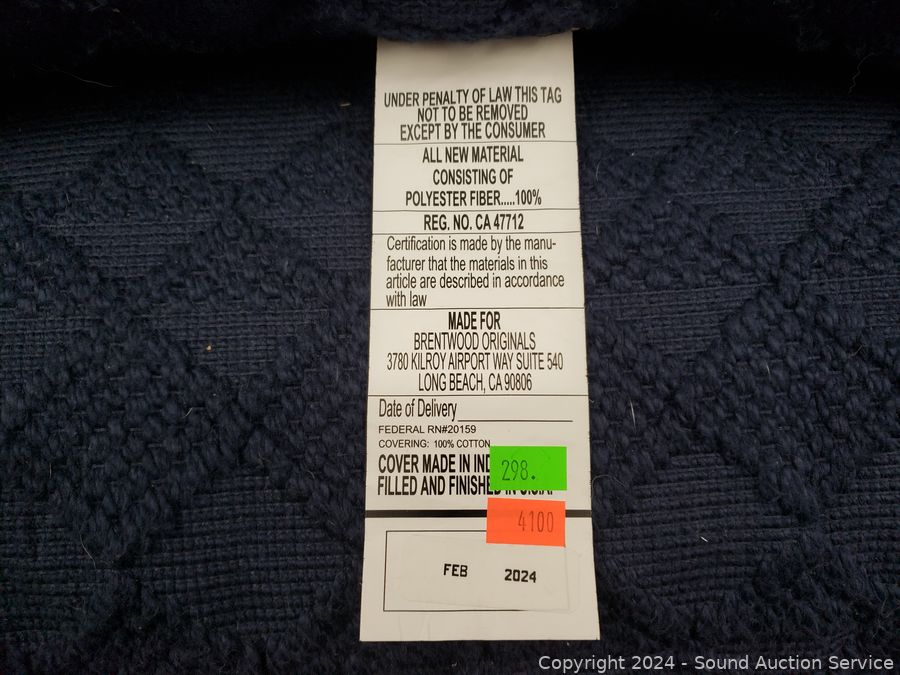 UNDER PENALTY OF LAW THIS TAG
NOT TO BE REMOVED
EXCEPT BY THE CONSUMER
ALL NEW MATERIAL
CONSISTING OF
POLYESTER FIBER.....100%
REG. NO. CA 47712
Certification is made by the manu-
facturer that the materials in this
article are described in accordance
with law
MADE FOR
BRENTWOOD ORIGINALS
3780 KILROY AIRPORT WAY SUITE 540
LONG BEACH, CA 90806
Date of Delivery
FEDERAL RN#20159
COVERING: 100% COTTON
COVER MADE IN
298.
FILLED AND FINISHED IN U.S.A.
4100
FEB 2024
Copyright 2024 - Sound Auction Service